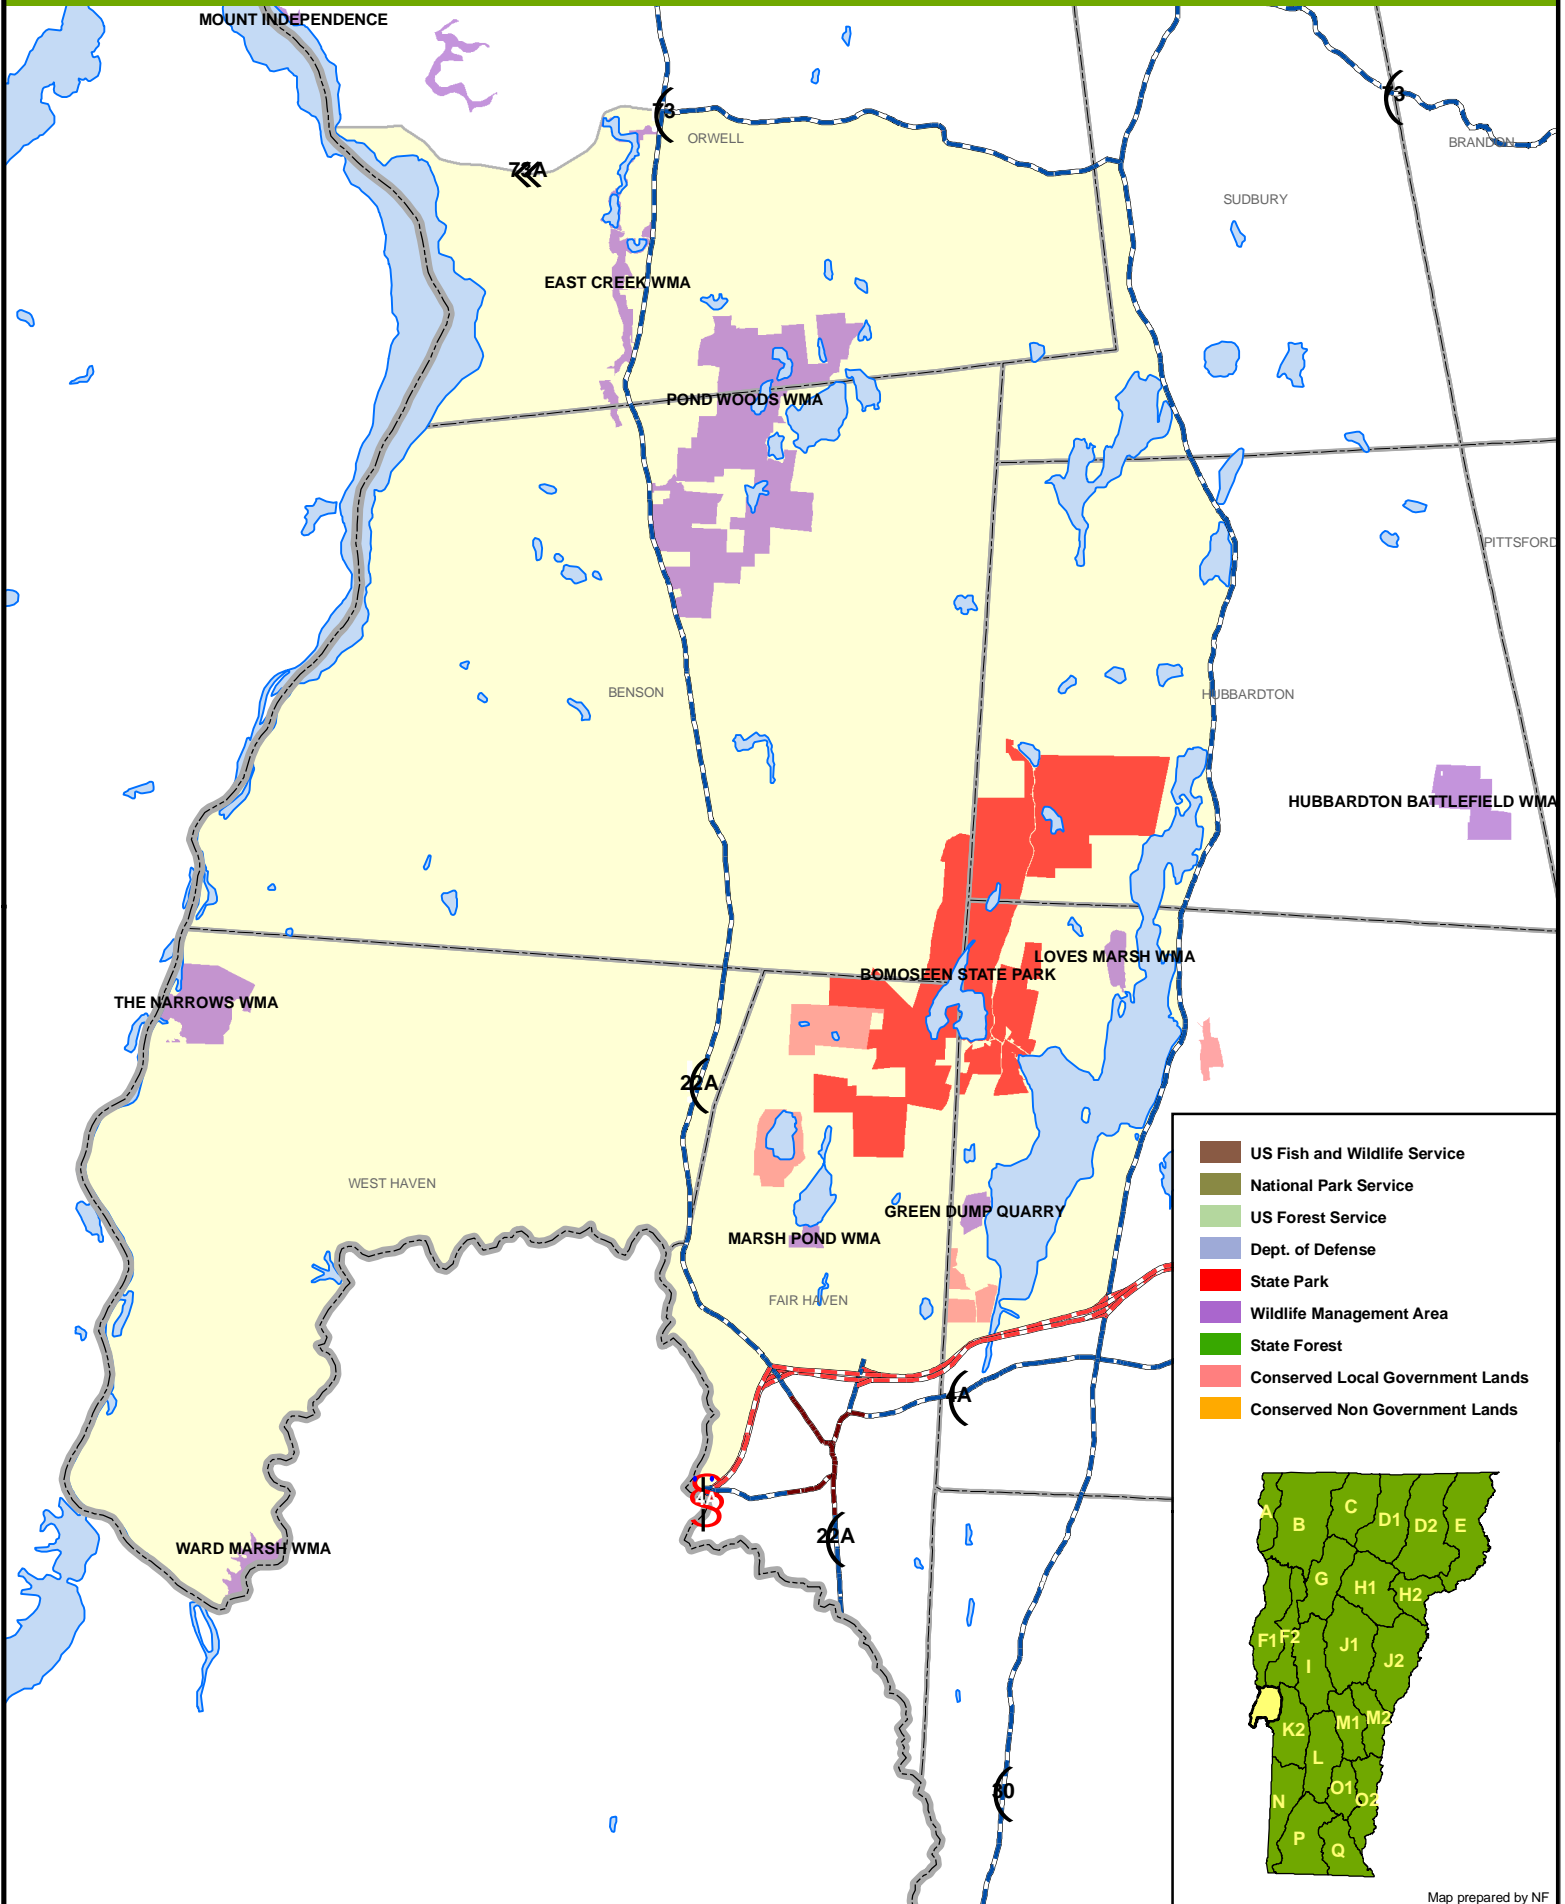 MOUNT INDEPENDENCE
73
73
ORWELL
BRANDON
73A
SUDBURY
EAST CREEK WMA
POND WOODS WMA
PITTSFORD
BENSON
HUBBARDTON
HUBBARDTON BATTLEFIELD WMA
LOVES MARSH WMA
BOMOSEEN STATE PARK
THE NARROWS WMA
22A
WEST HAVEN
GREEN DUMP QUARRY
MARSH POND WMA
FAIR HAVEN
4A
22A
WARD MARSH WMA
30
US Fish and Wildlife Service
National Park Service
US Forest Service
Dept. of Defense
State Park
Wildlife Management Area
State Forest
Conserved Local Government Lands
Conserved Non Government Lands
A
B
C
D1
D2
E
G
H1
H2
F1
F2
I
J1
J2
K2
M1
M2
L
N
O1
O2
P
Q
Map prepared by NF